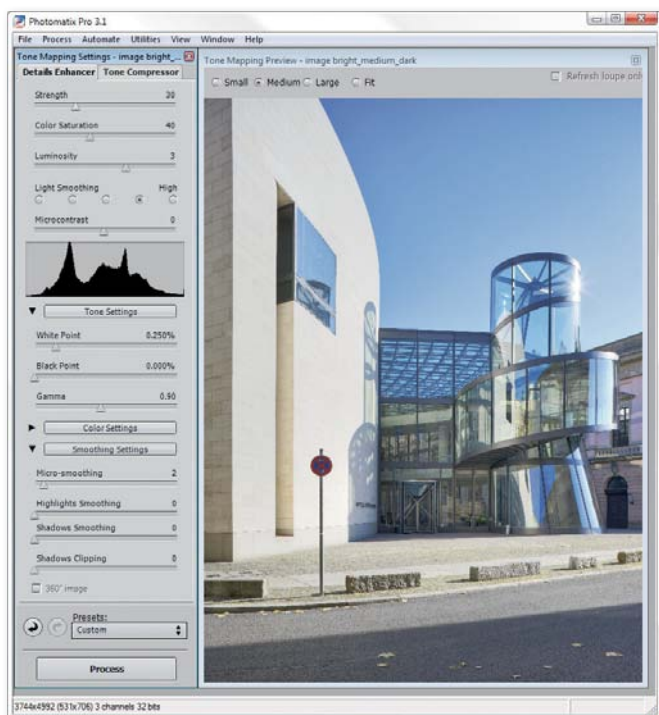 Photomatix Pro 3.1
File Process Automate Utilities View Window Help
Tone Mapping Settings - image bright_...
Details Enhancer Tone Compressor
Strength 30
Color Saturation 40
Luminosity 3
Light Smoothing High
Microcontrast 0
Tone Settings
White Point 0.250%
Black Point 0.000%
Gamma 0.90
Color Settings
Smoothing Settings
Micro-smoothing 2
Highlights Smoothing 0
Shadows Smoothing 0
Shadows Clipping 0
360° image
Presets:
Custom
Process
Tone Mapping Preview - image bright_medium_dark
Small Medium Large Fit
Refresh loupe onl
3744x4992 (531x706) 3 channels 32 bits